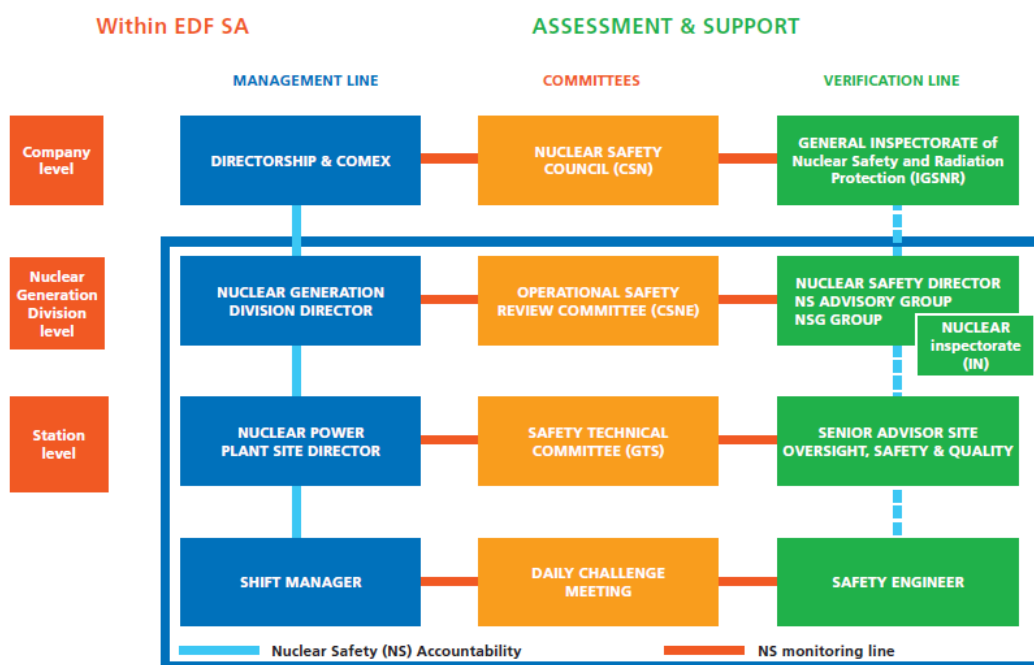 Within EDF SA
ASSESSMENT & SUPPORT
MANAGEMENT LINE
COMMITTEES
VERIFICATION LINE
Company
level
DIRECTORSHIP & COMEX
NUCLEAR SAFETY
COUNCIL (CSN)
GENERAL INSPECTORATE of
Nuclear Safety and Radiation
Protection (IGSNR)
Nuclear
Generation
Division
level
NUCLEAR GENERATION
DIVISION DIRECTOR
OPERATIONAL SAFETY
REVIEW COMMITTEE (CSNE)
NUCLEAR SAFETY DIRECTOR
NS ADVISORY GROUP
NSG GROUP
NUCLEAR
inspectorate
(IN)
Station
level
NUCLEAR POWER
PLANT SITE DIRECTOR
SAFETY TECHNICAL
COMMITTEE (GTS)
SENIOR ADVISOR SITE
OVERSIGHT, SAFETY & QUALITY
SHIFT MANAGER
DAILY CHALLENGE
MEETING
SAFETY ENGINEER
Nuclear Safety (NS) Accountability
NS monitoring line